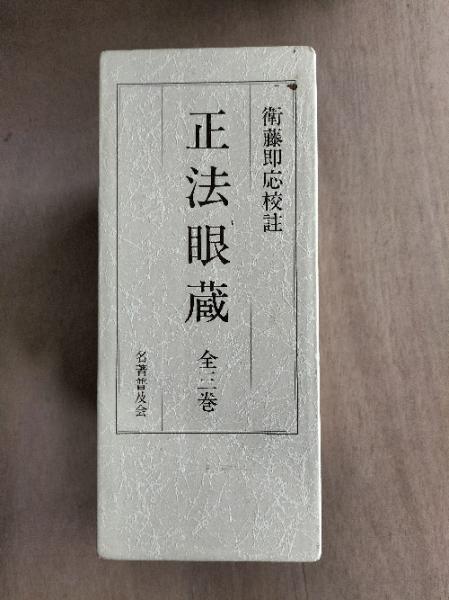 衛藤即応校註
正法眼蔵
全三巻
名著普及会